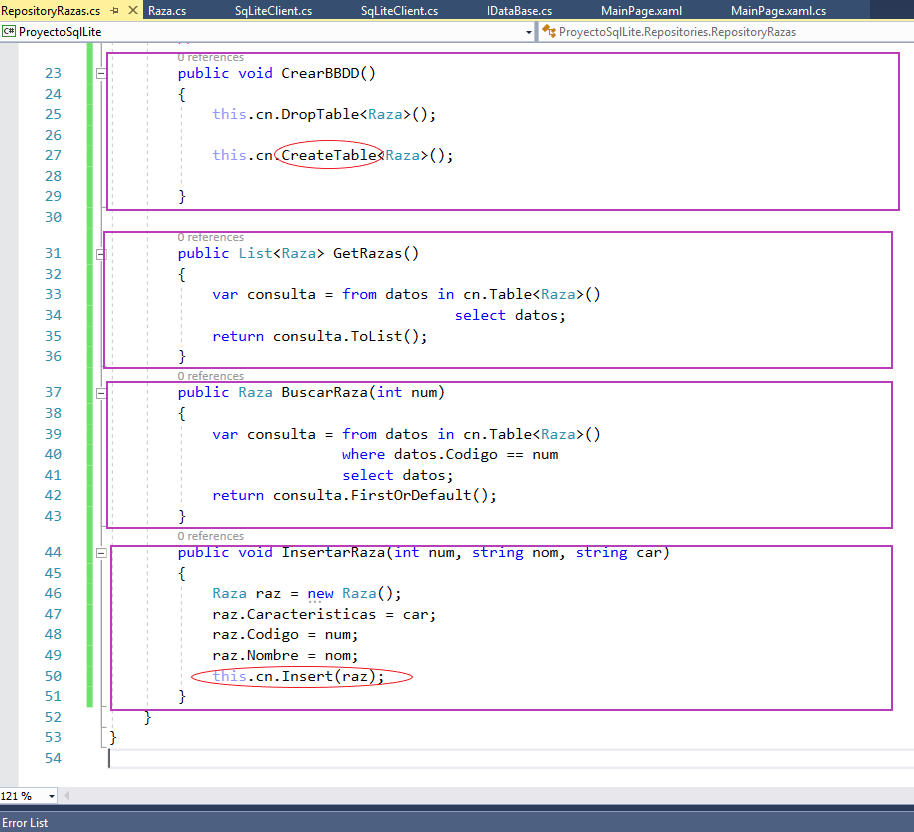 RepositoryRazas.cs Raza.cs SqLiteClient.cs SqLiteClient.cs IDataBase.cs MainPage.xaml MainPage.xaml.cs
C# ProyectoSqlLite ProyectoSqlLite.Repositories.RepositoryRazas
0 references
23 public void CrearBBDD()
24 {
25 this.cn.DropTable<Raza>();
26
27 this.cn.CreateTable<Raza>();
28
29 }
30
0 references
31 public List<Raza> GetRazas()
32 {
33 var consulta = from datos in cn.Table<Raza>()
34 select datos;
35 return consulta.ToList();
36 }
0 references
37 public Raza BuscarRaza(int num)
38 {
39 var consulta = from datos in cn.Table<Raza>()
40 where datos.Codigo == num
41 select datos;
42 return consulta.FirstOrDefault();
43 }
0 references
44 public void InsertarRaza(int num, string nom, string car)
45 {
46 Raza raz = new Raza();
47 raz.Caracteristicas = car;
48 raz.Codigo = num;
49 raz.Nombre = nom;
50 this.cn.Insert(raz);
51 }
52 }
53 }
54
121 %
Error List